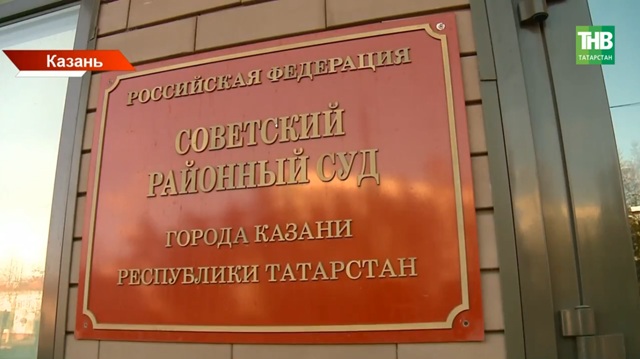 Казань
ТНВ
ТАТАРСТАН
РОССИЙСКАЯ ФЕДЕРАЦИЯ
СОВЕТСКИЙ
РАЙОННЫЙ СУД
ГОРОДА КАЗАНИ
РЕСПУБЛИКИ ТАТАРСТАН